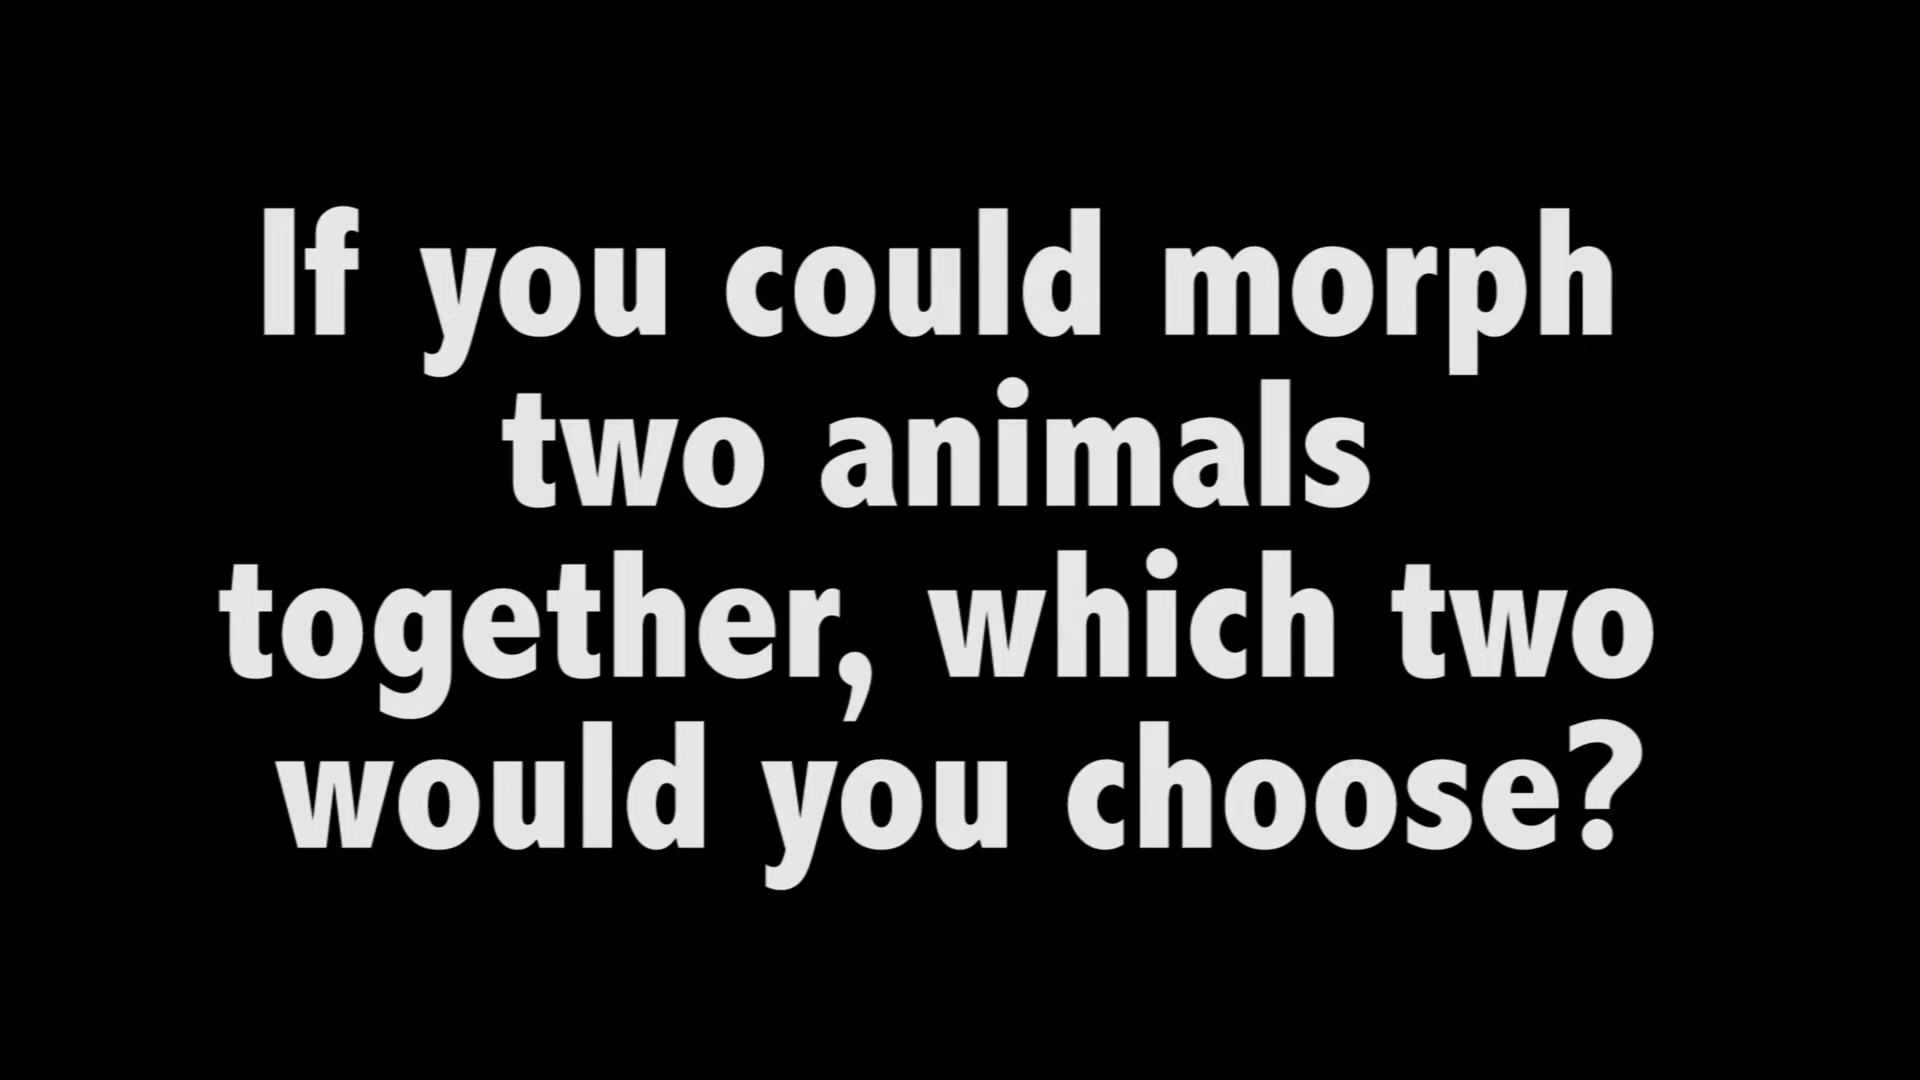 If you could morph
two animals
together, which two
would you choose?